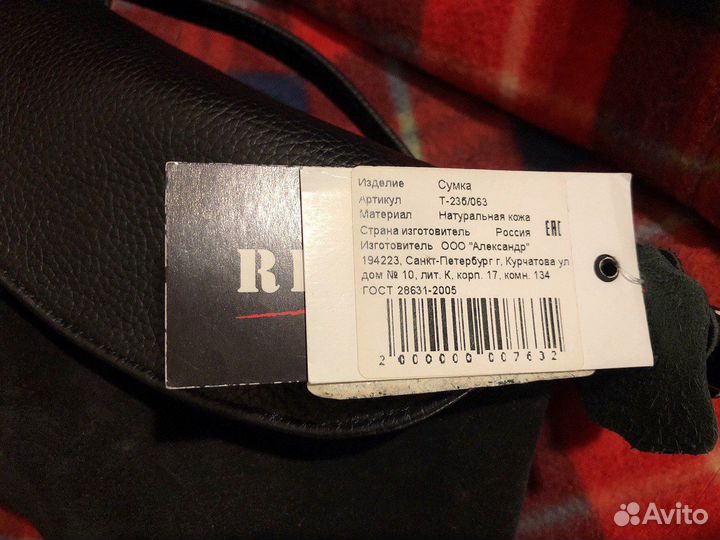 Изделие Сумка
Артикул Т-236/063
Материал Натуральная кожа
Страна изготовитель Россия EAC
Изготовитель ООО "Александр"
194223, Санкт-Петербург г, Курчатова ул
дом № 10, лит. К, корп. 17, комн. 134
ГОСТ 28631-2005
2 000000 007632
Avito